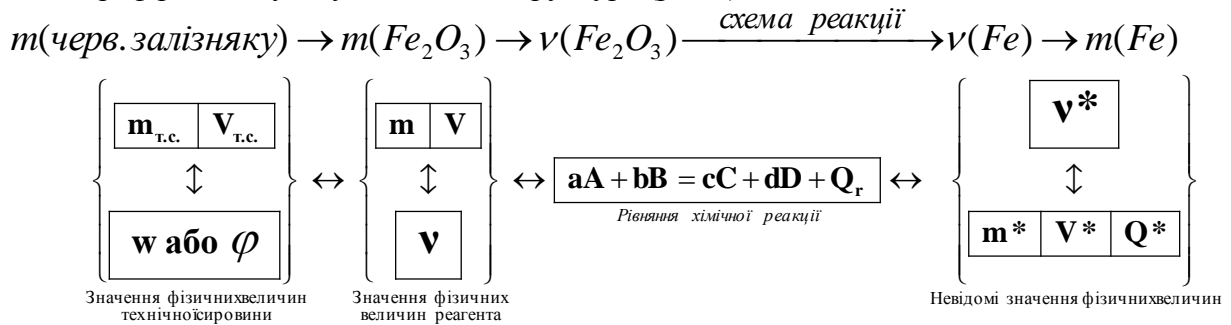 схема реакції
m(черв.залізняку) → m(Fe₂O₃) → ν(Fe₂O₃) → ν(Fe) → m(Fe)
mт.с. Vт.с. m V ν*
↕ ↔ ↕ ↔ aA + bB = cC + dD + Qr ↔ ↕
Рівняння хімічної реакції
w або φ ν m* V* Q*
Значення фізичнихвеличин Значення фізичних Невідомі значення фізичнихвеличин
технічноїсировини величин реагента